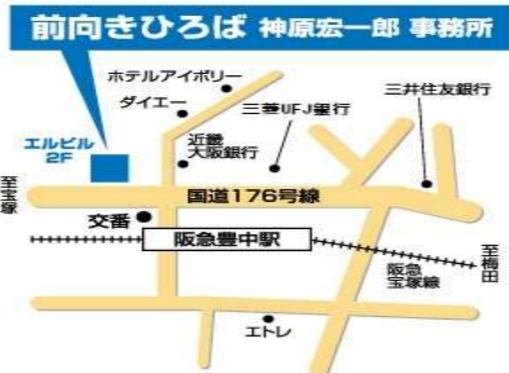 前向きひろば 神原宏一郎 事務所
ホテルアイボリー
ダイエー
三菱UFJ銀行
三井住友銀行
エルビル
2F
近畿
大阪銀行
至宝塚
国道176号線
交番
阪急豊中駅
至梅田
阪急
宝塚線
エトレ